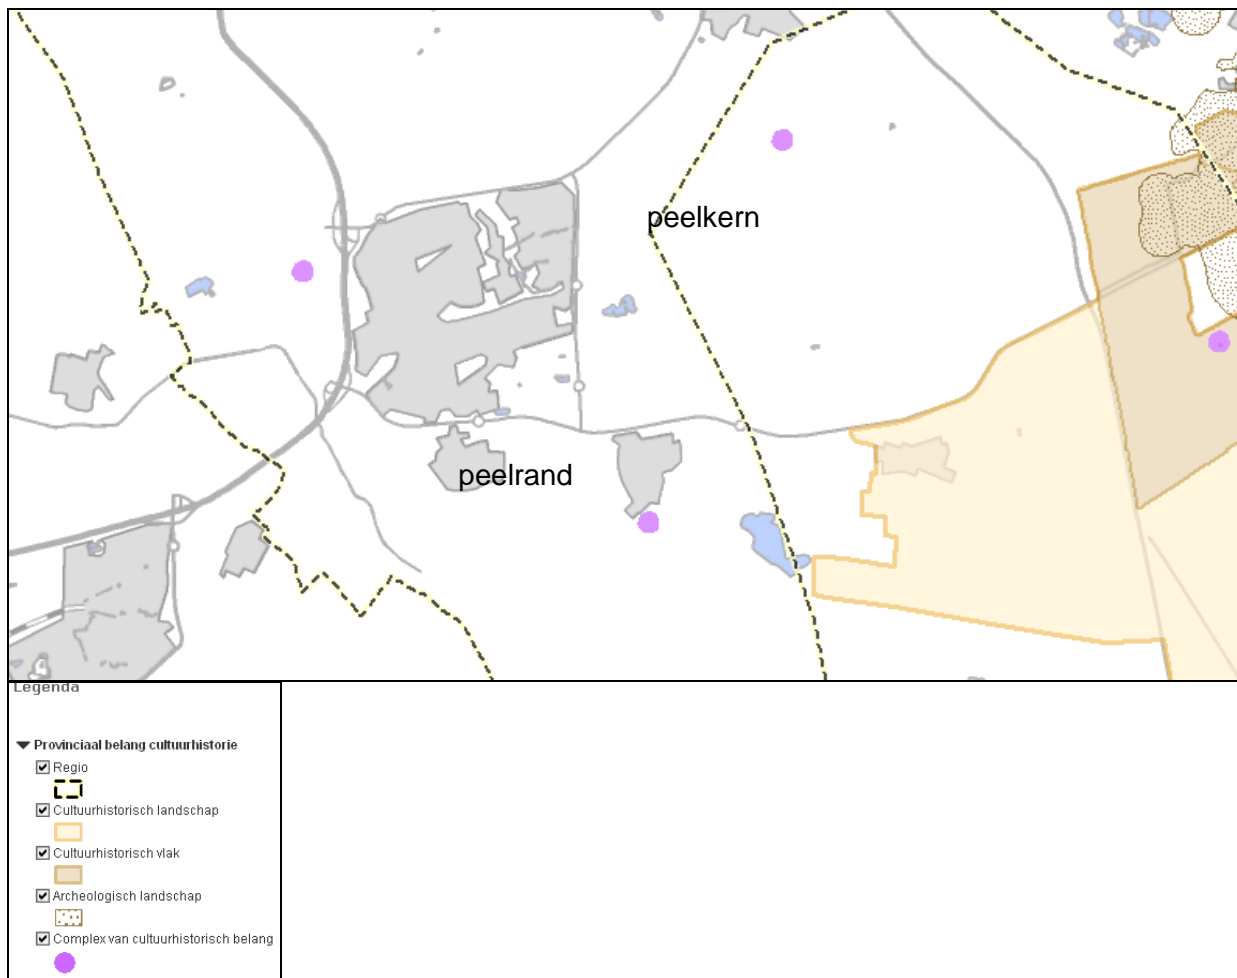 peelkern
peelrand
Legenda
Provinciaal belang cultuurhistorie
Regio
Cultuurhistorisch landschap
Cultuurhistorisch vlak
Archeologisch landschap
Complex van cultuurhistorisch belang